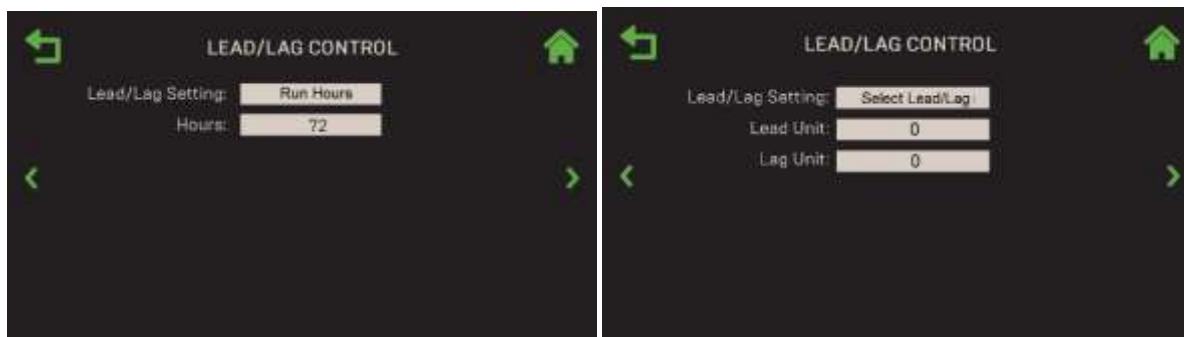 LEAD/LAG CONTROL
Lead/Lag Setting: Run Hours
Hours: 72
LEAD/LAG CONTROL
Lead/Lag Setting: Select Lead/Lag
Lead Unit: 0
Lag Unit: 0